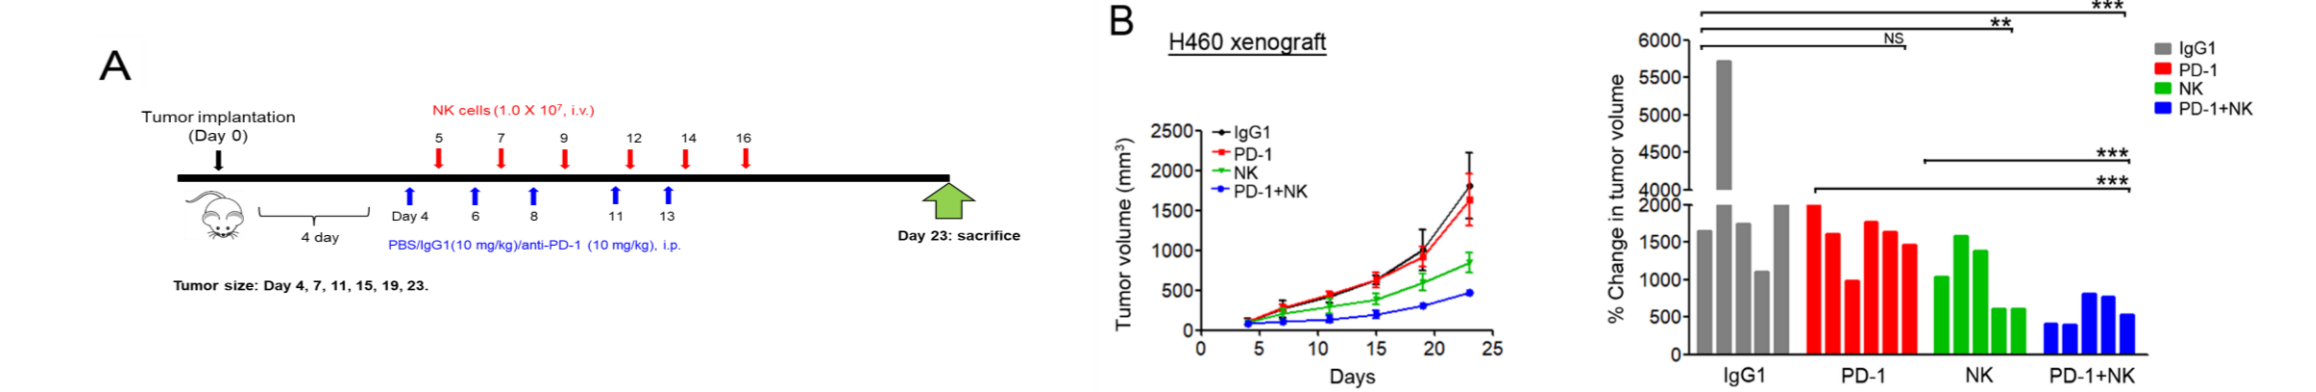 A
Tumor implantation
(Day 0)
NK cells (1.0 X 10⁷, i.v.)
5 7 9 12 14 16
Day 4 6 8 11 13
4 day
PBS/IgG1(10 mg/kg)/anti-PD-1 (10 mg/kg), i.p.
Day 23: sacrifice
Tumor size: Day 4, 7, 11, 15, 19, 23.
B
H460 xenograft
Tumor volume (mm³)
2500
2000
1500
1000
500
0
IgG1
PD-1
NK
PD-1+NK
0 5 10 15 20 25
Days
% Change in tumor volume
6000
5500
5000
4500
4000
2000
1500
1000
500
0
***
**
NS
***
***
IgG1 PD-1 NK PD-1+NK
IgG1
PD-1
NK
PD-1+NK